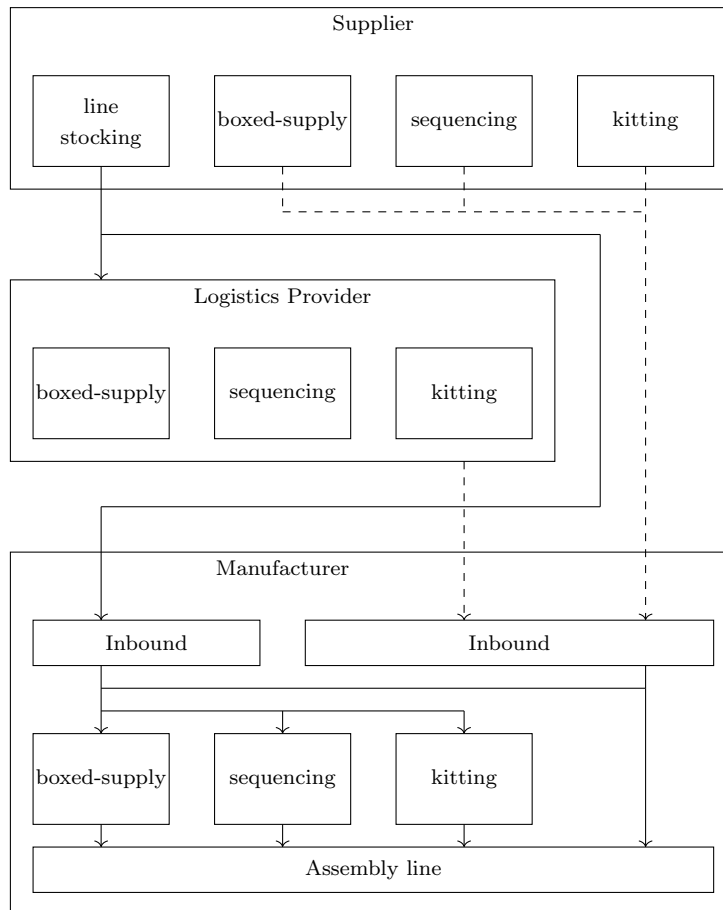 Supplier
line
stocking
boxed-supply
sequencing
kitting
Logistics Provider
boxed-supply
sequencing
kitting
Manufacturer
Inbound
Inbound
boxed-supply
sequencing
kitting
Assembly line